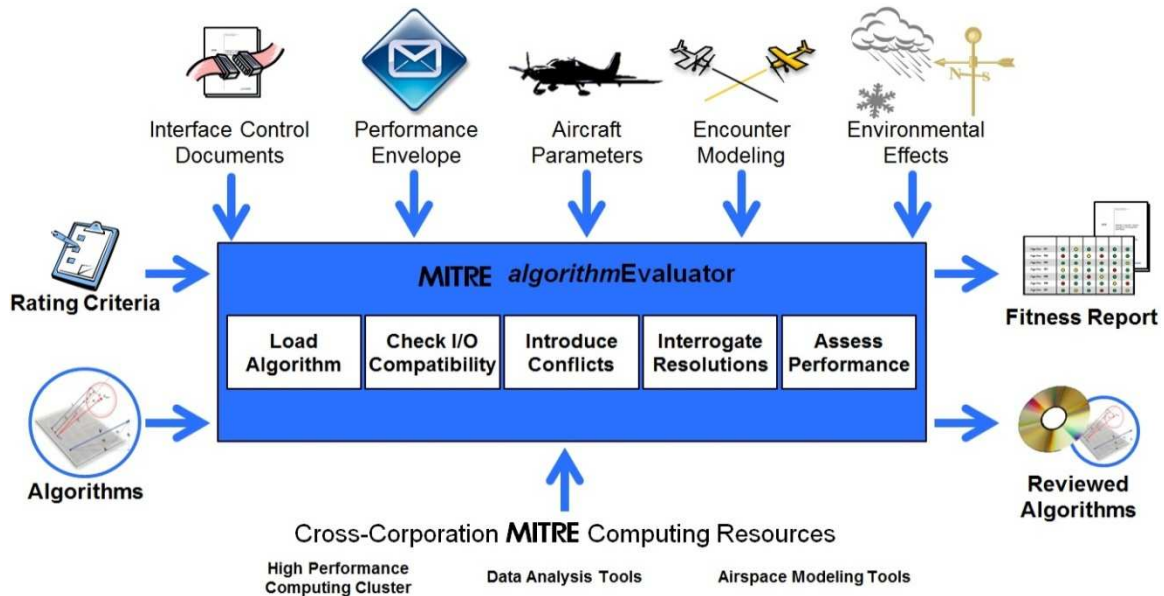 Interface Control
Documents
Performance
Envelope
Aircraft
Parameters
Encounter
Modeling
N S
Environmental
Effects
Rating Criteria
Algorithms
MITRE algorithmEvaluator
Load
Algorithm
Check I/O
Compatibility
Introduce
Conflicts
Interrogate
Resolutions
Assess
Performance
Fitness Report
Reviewed
Algorithms
Cross-Corporation MITRE Computing Resources
High Performance
Computing Cluster
Data Analysis Tools
Airspace Modeling Tools